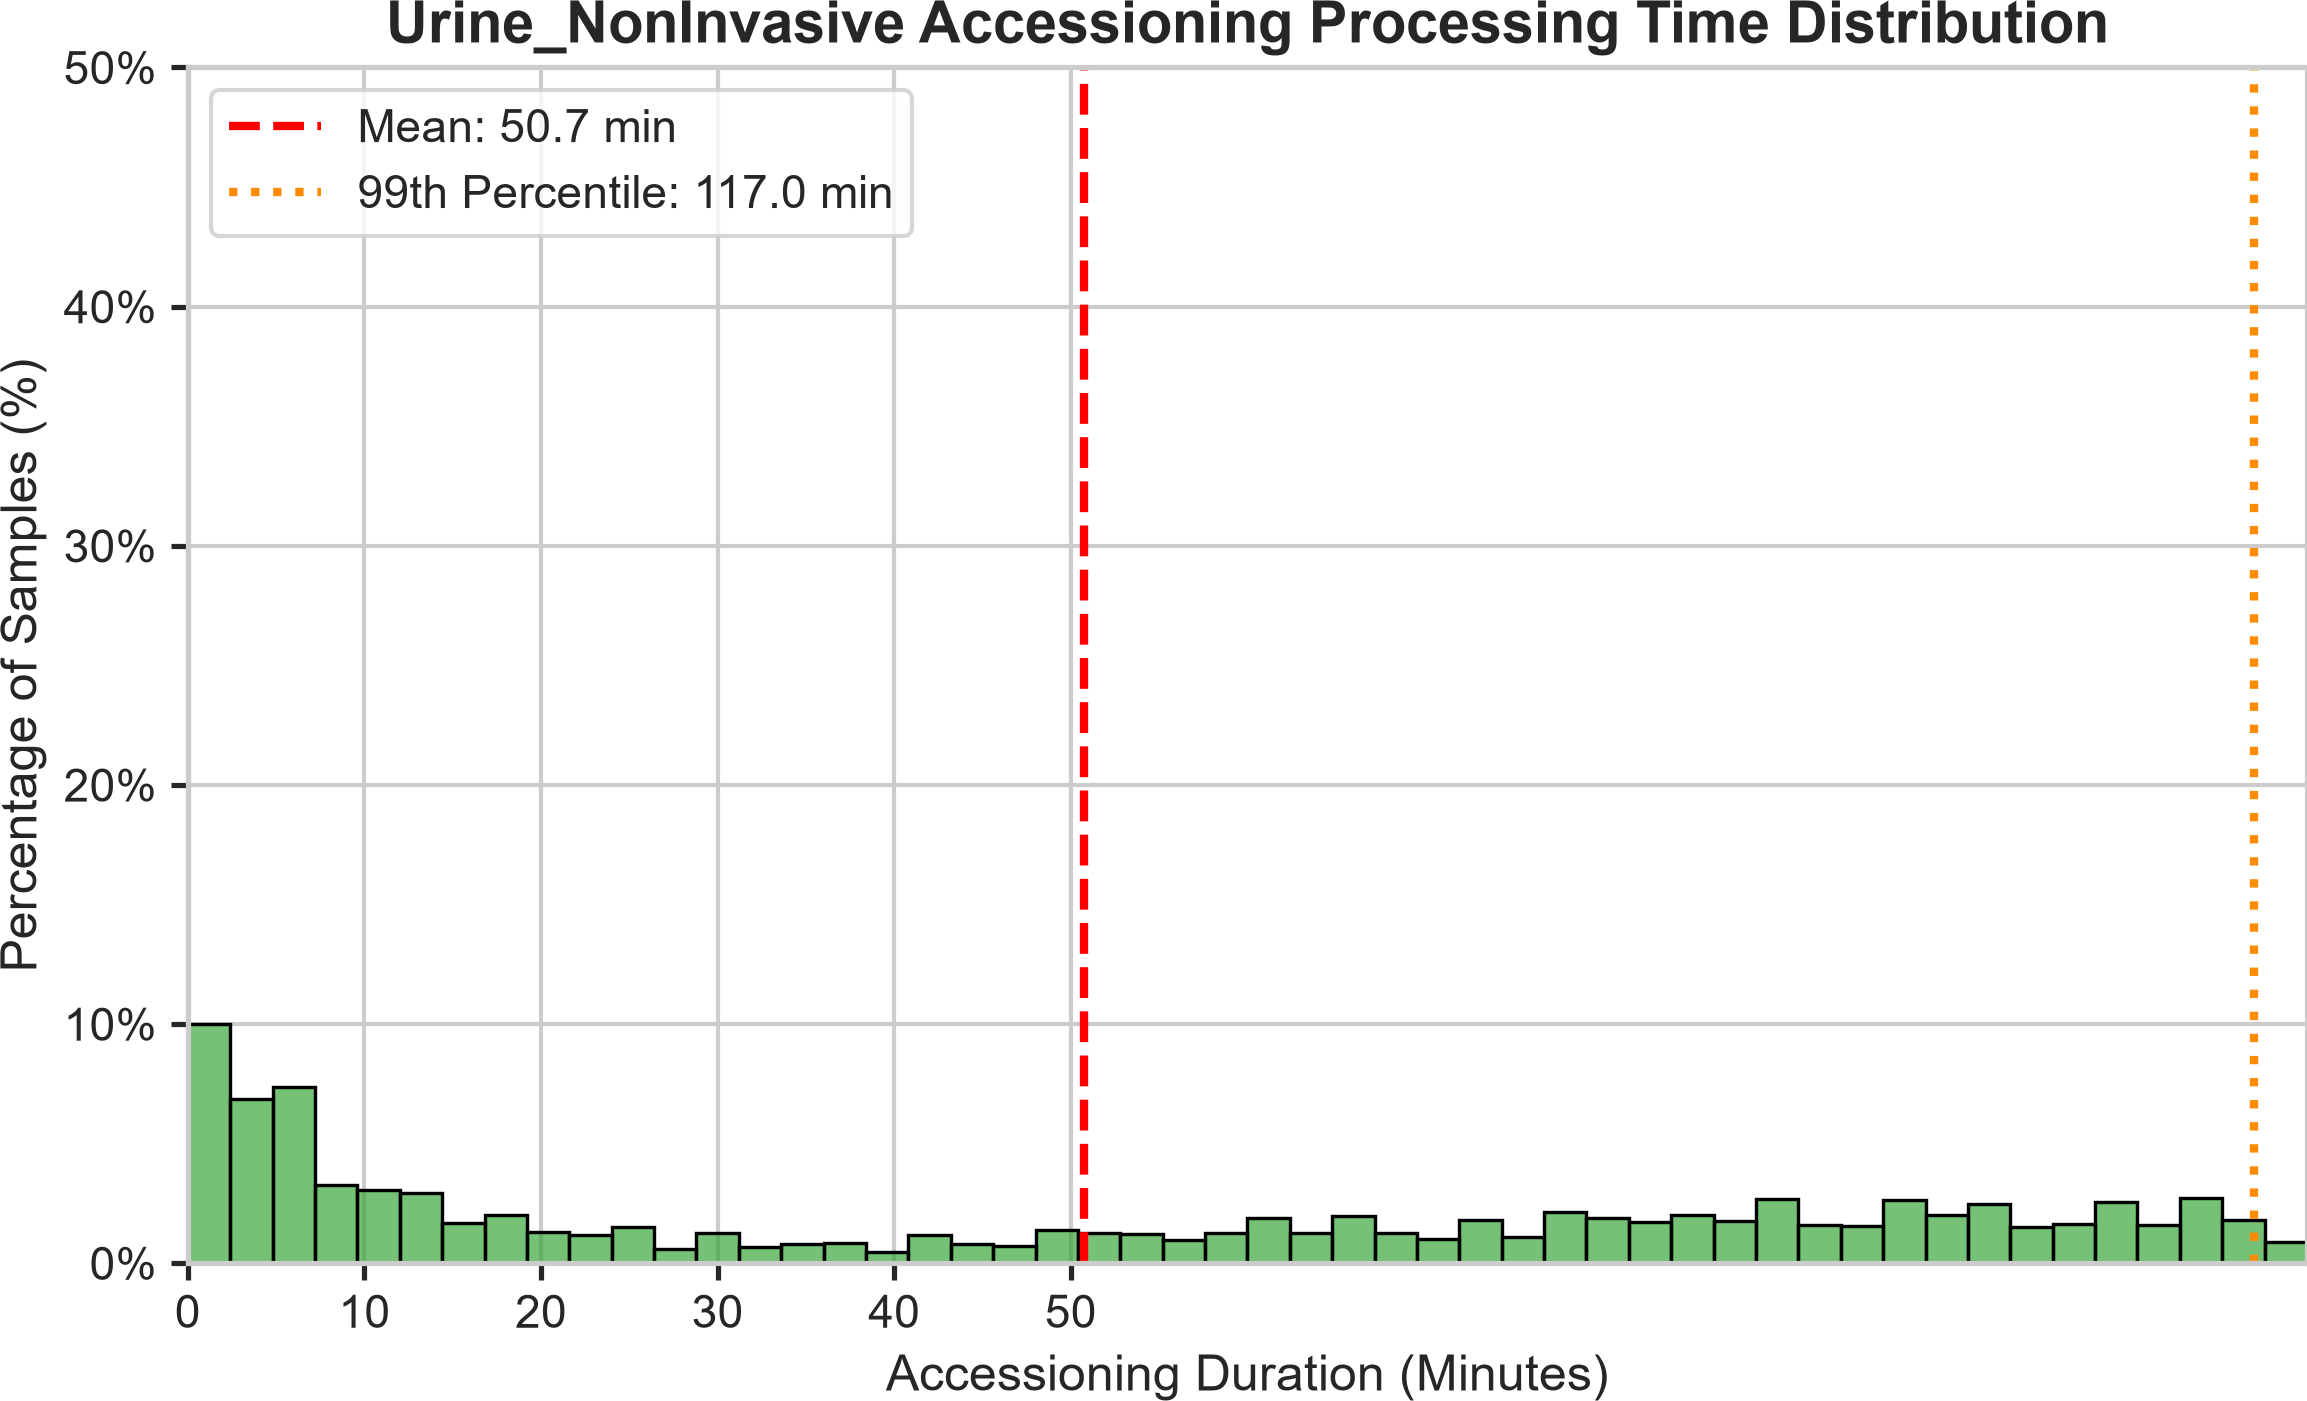 Urine_NonInvasive Accessioning Processing Time Distribution
50%
Mean: 50.7 min
99th Percentile: 117.0 min
40%
30%
20%
10%
0%
Percentage of Samples (%)
0 10 20 30 40 50
Accessioning Duration (Minutes)